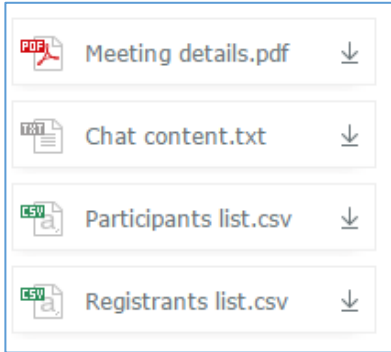 PDF Meeting details.pdf
TXT Chat content.txt
CSV a, Participants list.csv
CSV a, Registrants list.csv